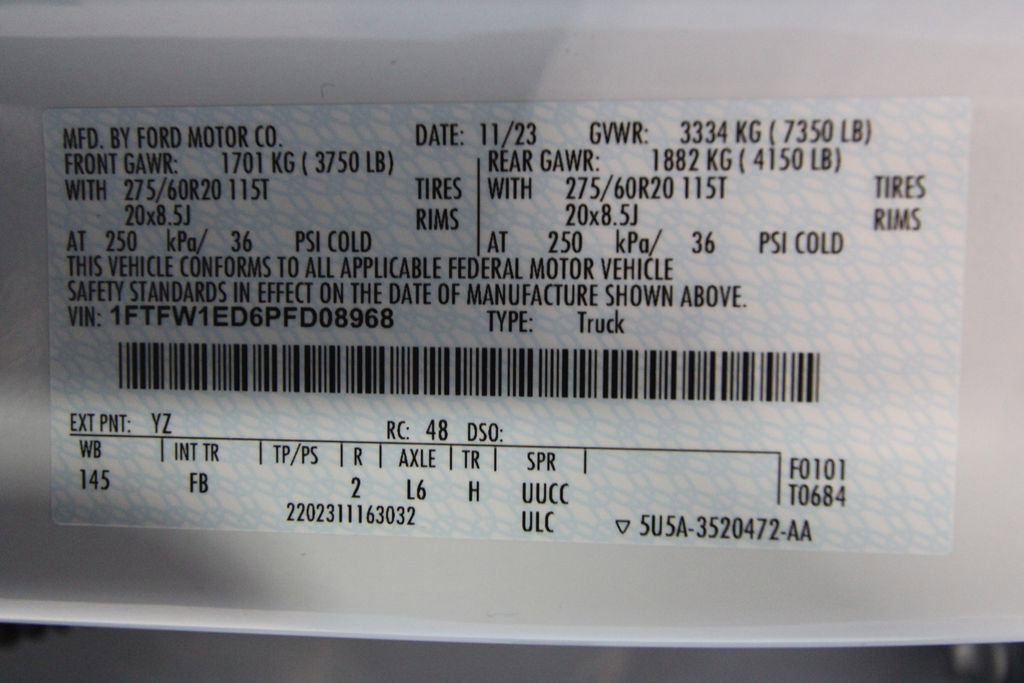 MFD. BY FORD MOTOR CO. DATE: 11/23 GVWR: 3334 KG ( 7350 LB)
FRONT GAWR: 1701 KG ( 3750 LB) REAR GAWR: 1882 KG ( 4150 LB)
WITH 275/60R20 115T TIRES WITH 275/60R20 115T TIRES
20x8.5J RIMS 20x8.5J RIMS
AT 250 kPa/ 36 PSI COLD AT 250 kPa/ 36 PSI COLD
THIS VEHICLE CONFORMS TO ALL APPLICABLE FEDERAL MOTOR VEHICLE
SAFETY STANDARDS IN EFFECT ON THE DATE OF MANUFACTURE SHOWN ABOVE.
VIN: 1FTFW1ED6PFD08968 TYPE: Truck
EXT PNT: YZ RC: 48 DSO:
WB INT TR TP/PS R AXLE TR SPR F0101
145 FB 2 L6 H UUCC T0684
2202311163032 ULC ▽ 5U5A-3520472-AA